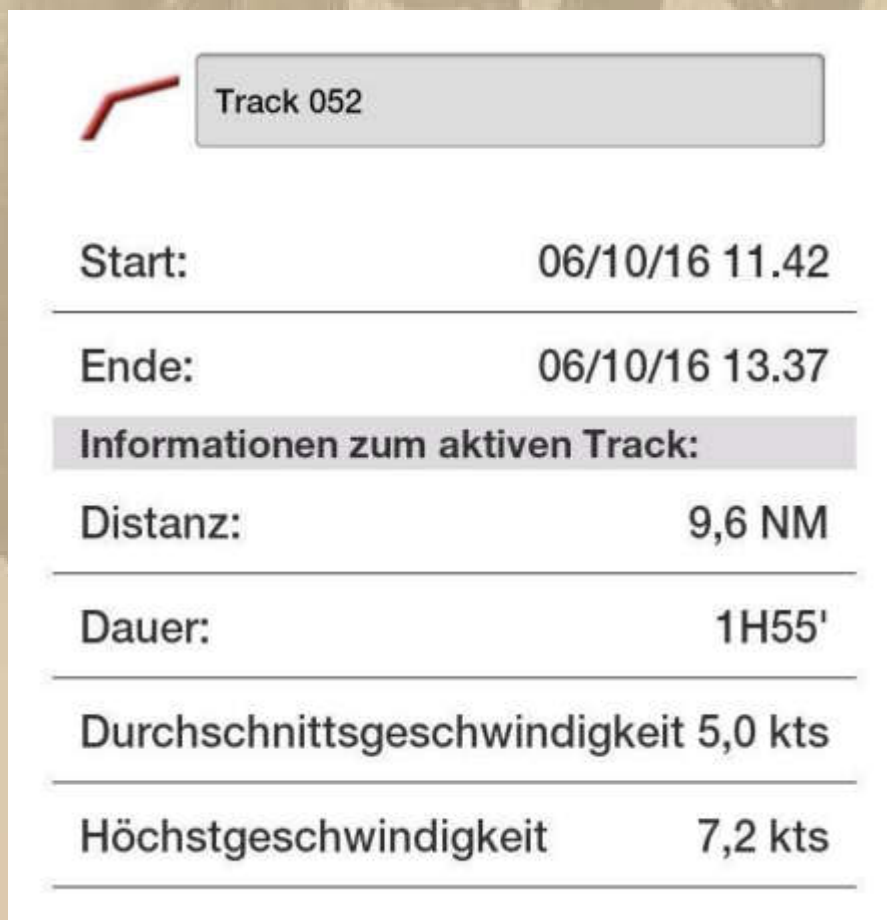 Track 052
Start: 06/10/16 11.42
Ende: 06/10/16 13.37
Informationen zum aktiven Track:
Distanz: 9,6 NM
Dauer: 1H55'
Durchschnittsgeschwindigkeit 5,0 kts
Höchstgeschwindigkeit 7,2 kts